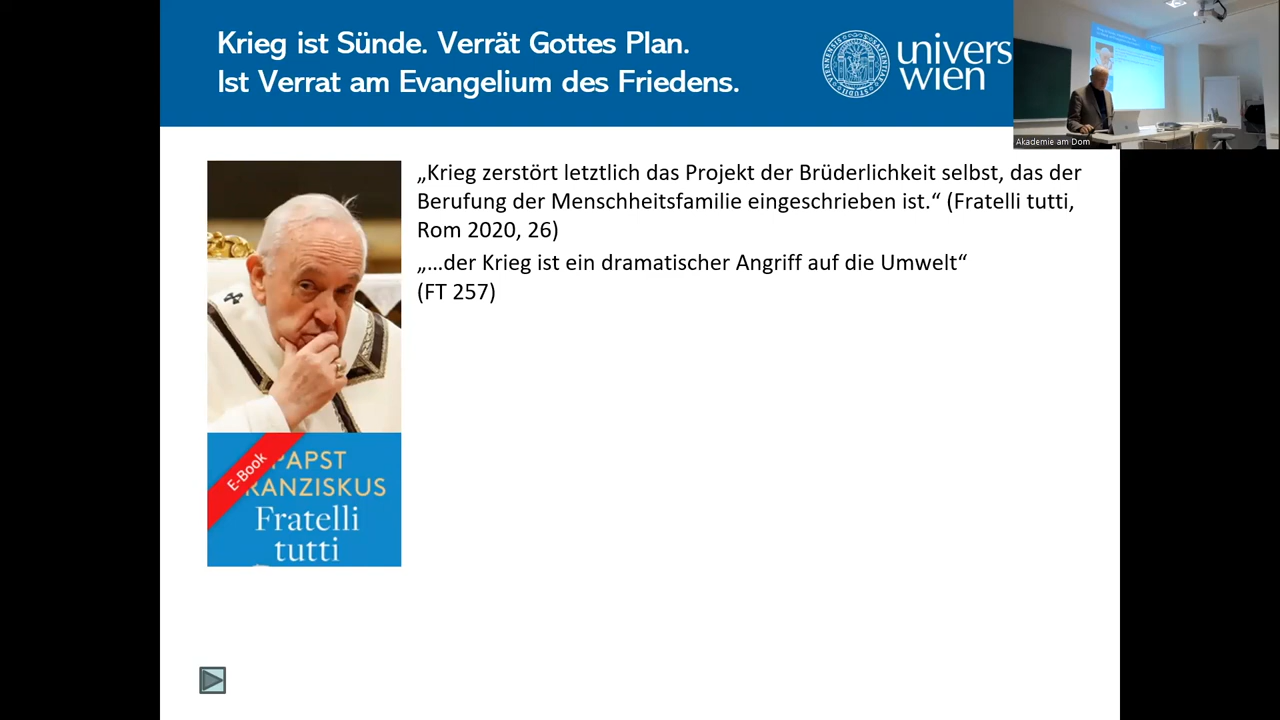 Krieg ist Sünde. Verrät Gottes Plan.
Ist Verrat am Evangelium des Friedens.
univers
wien
Akademie am Dom
„Krieg zerstört letztlich das Projekt der Brüderlichkeit selbst, das der
Berufung der Menschheitsfamilie eingeschrieben ist.“ (Fratelli tutti,
Rom 2020, 26)
„…der Krieg ist ein dramatischer Angriff auf die Umwelt“
(FT 257)
E-Book
PAPST
RANZISKUS
Fratelli
tutti